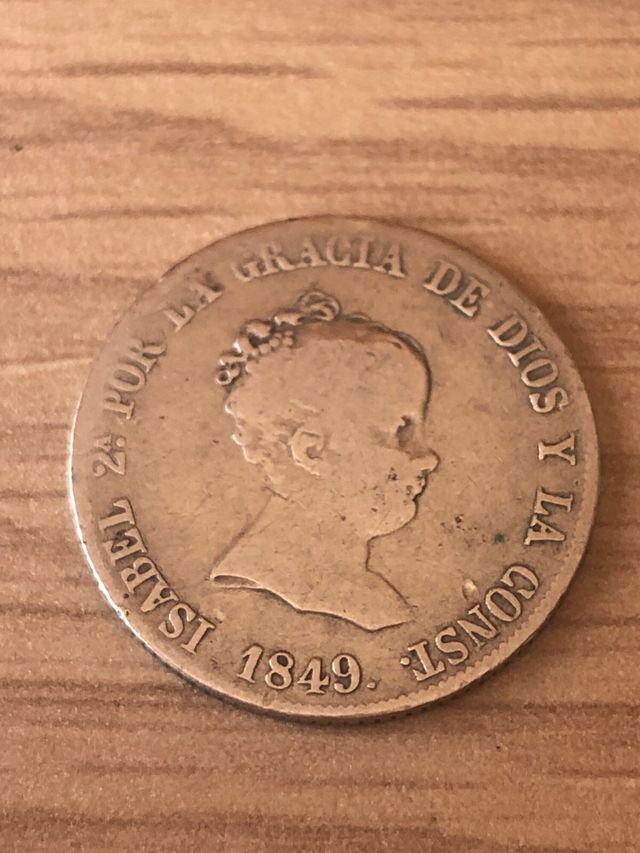 ISABEL 2ª. POR LA GRACIA DE DIOS Y LA CONST:
1849.